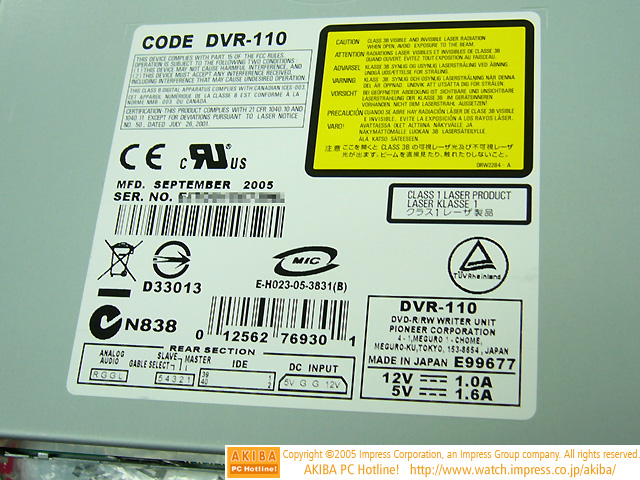 CODE DVR-110
THIS DEVICE COMPLIES WITH PART 15 OF THE FCC RULES.
OPERATION IS SUBJECT TO THE FOLLOWING TWO CONDITIONS:
(1) THIS DEVICE MAY NOT CAUSE HARMFUL INTERFERENCE, AND
(2) THIS DEVICE MUST ACCEPT ANY INTERFERENCE RECEIVED,
INCLUDING INTERFERENCE THAT MAY CAUSE UNDESIRED OPERATION.
THIS CLASS B DIGITAL APPARATUS COMPLIES WITH CANADIAN ICES-003.
APPAREIL NUMÉRIQUE DE LA CLASSE B EST CONFORME À LA
NORME NMB-003 DU CANADA.
CERTIFICATION THIS PRODUCT COMPLIES WITH 21 CFR 1040.10 AND
1040.11 EXCEPT FOR DEVIATIONS PURSUANT TO LASER NOTICE
NO. 50, DATED JULY 26, 2001.
CE c RU US
MFD. SEPTEMBER 2005
SER. NO.
D33013
MIC
E-H023-05-3831(B)
N838
0 12562 76930 1
REAR SECTION
ANALOG AUDIO
SLAVE
CABLE SELECT
MASTER
IDE
DC INPUT
RGGL
54321
39
40
1
2
5V G G 12V
CAUTION CLASS 3B VISIBLE AND INVISIBLE LASER RADIATION
WHEN OPEN, AVOID EXPOSURE TO THE BEAM.
ATTENTION RADIATIONS LASER VISIBLES ET INVISIBLES DE CLASSE 3B
QUAND OUVERT. ÉVITEZ TOUT EXPOSITION AU FAISCEAU.
ADVARSEL KLASSE 3B SYNLIG OG USYNLIG LASERSTRÅLING VED ÅBNING
UNDGÅ UDSÆTTELSE FOR STRÅLING.
VARNING KLASS 3B SYNLIG OCH OSYNLIG LASERSTRÅLNING NÄR DENNA
DEL ÄR ÖPPNAD. UNDVIK ATT UTSÄTTA DIG FÖR STRÅLEN.
VORSICHT BEI GEÖFFNETER ABDECKUNG IST SICHTBARE UND UNSICHTBARE
LASERSTRAHLUNG DER KLASSE 3B IM GERÄTEINNEREN
VORHANDEN. NICHT DEM LASERSTRAHL AUSSETZEN!
PRECAUCIÓN CUANDO SE ABRE HAY RADIACIÓN LÁSER DE CLASE 3B VISIBLE
E INVISIBLE. EVITE LA EXPOSICIÓN A LOS RAYOS LÁSER.
VARO! AVATTAESSA OLET ALTTIINA NÄKYVÄLLE JA
NÄKYMÄTTÖMÄLLE LUOKAN 3B LASERSÄTEILYLLE.
ÄLÄ KATSO SÄTEESEEN.
注意 ここを開くと CLASS 3B の可視レーザ光及び不可視レーザ
光が出ます。ビームを直接見たり、触れたりしないこと。
DRW2284-A
CLASS 1 LASER PRODUCT
LASER KLASSE 1
クラス1 レーザ製品
TÜVRheinland
DVR-110
DVD-R/RW WRITER UNIT
PIONEER CORPORATION
4-1, MEGURO 1-CHOME,
MEGURO-KU, TOKYO, 153-8654, JAPAN
MADE IN JAPAN E99677
12V 1.0A
5V 1.6A
AKIBA
PC Hotline!
Copyright ©2005 Impress Corporation, an Impress Group company. All rights reserved.
AKIBA PC Hotline! http://www.watch.impress.co.jp/akiba/